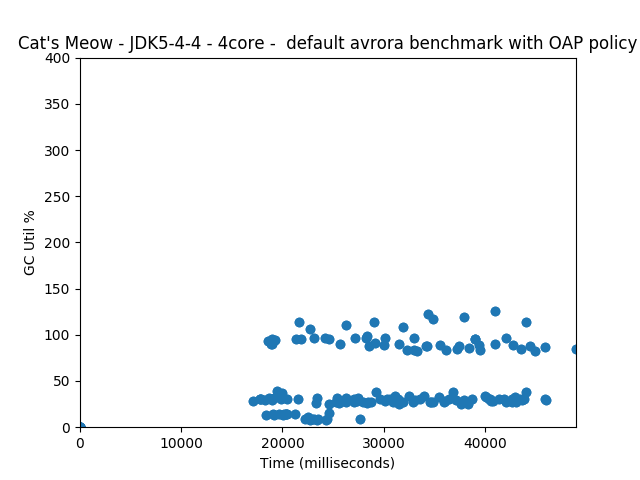 Cat's Meow - JDK5-4-4 - 4core -  default avrora benchmark with OAP policy
400
350
300
250
200
150
100
50
0
GC Util %
0 10000 20000 30000 40000
Time (milliseconds)